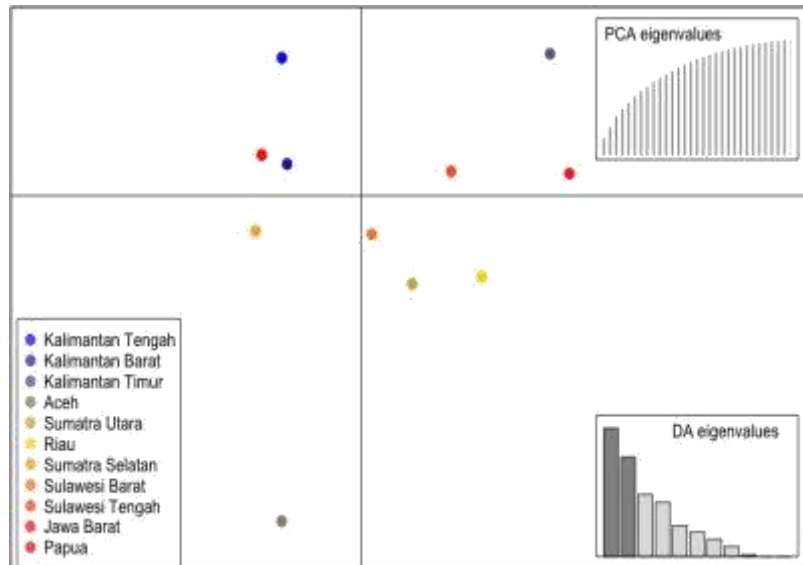 PCA eigenvalues
Kalimantan Tengah
Kalimantan Barat
Kalimantan Timur
Aceh
Sumatra Utara
Riau
Sumatra Selatan
Sulawesi Barat
Sulawesi Tengah
Jawa Barat
Papua
DA eigenvalues